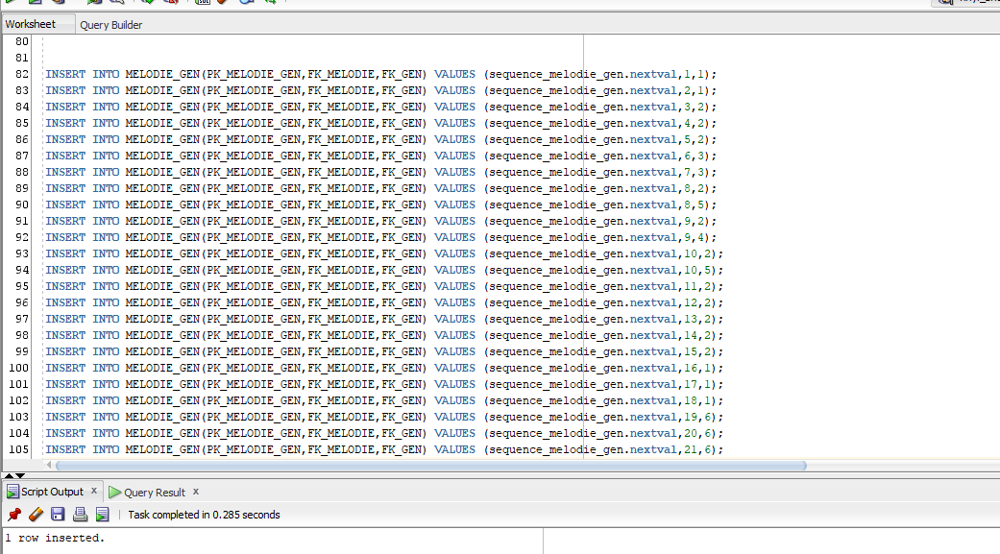 Worksheet Query Builder
80
81
82 INSERT INTO MELODIE_GEN(PK_MELODIE_GEN,FK_MELODIE,FK_GEN) VALUES (sequence_melodie_gen.nextval,1,1);
83 INSERT INTO MELODIE_GEN(PK_MELODIE_GEN,FK_MELODIE,FK_GEN) VALUES (sequence_melodie_gen.nextval,2,1);
84 INSERT INTO MELODIE_GEN(PK_MELODIE_GEN,FK_MELODIE,FK_GEN) VALUES (sequence_melodie_gen.nextval,3,2);
85 INSERT INTO MELODIE_GEN(PK_MELODIE_GEN,FK_MELODIE,FK_GEN) VALUES (sequence_melodie_gen.nextval,4,2);
86 INSERT INTO MELODIE_GEN(PK_MELODIE_GEN,FK_MELODIE,FK_GEN) VALUES (sequence_melodie_gen.nextval,5,2);
87 INSERT INTO MELODIE_GEN(PK_MELODIE_GEN,FK_MELODIE,FK_GEN) VALUES (sequence_melodie_gen.nextval,6,3);
88 INSERT INTO MELODIE_GEN(PK_MELODIE_GEN,FK_MELODIE,FK_GEN) VALUES (sequence_melodie_gen.nextval,7,3);
89 INSERT INTO MELODIE_GEN(PK_MELODIE_GEN,FK_MELODIE,FK_GEN) VALUES (sequence_melodie_gen.nextval,8,2);
90 INSERT INTO MELODIE_GEN(PK_MELODIE_GEN,FK_MELODIE,FK_GEN) VALUES (sequence_melodie_gen.nextval,8,5);
91 INSERT INTO MELODIE_GEN(PK_MELODIE_GEN,FK_MELODIE,FK_GEN) VALUES (sequence_melodie_gen.nextval,9,2);
92 INSERT INTO MELODIE_GEN(PK_MELODIE_GEN,FK_MELODIE,FK_GEN) VALUES (sequence_melodie_gen.nextval,9,4);
93 INSERT INTO MELODIE_GEN(PK_MELODIE_GEN,FK_MELODIE,FK_GEN) VALUES (sequence_melodie_gen.nextval,10,2);
94 INSERT INTO MELODIE_GEN(PK_MELODIE_GEN,FK_MELODIE,FK_GEN) VALUES (sequence_melodie_gen.nextval,10,5);
95 INSERT INTO MELODIE_GEN(PK_MELODIE_GEN,FK_MELODIE,FK_GEN) VALUES (sequence_melodie_gen.nextval,11,2);
96 INSERT INTO MELODIE_GEN(PK_MELODIE_GEN,FK_MELODIE,FK_GEN) VALUES (sequence_melodie_gen.nextval,12,2);
97 INSERT INTO MELODIE_GEN(PK_MELODIE_GEN,FK_MELODIE,FK_GEN) VALUES (sequence_melodie_gen.nextval,13,2);
98 INSERT INTO MELODIE_GEN(PK_MELODIE_GEN,FK_MELODIE,FK_GEN) VALUES (sequence_melodie_gen.nextval,14,2);
99 INSERT INTO MELODIE_GEN(PK_MELODIE_GEN,FK_MELODIE,FK_GEN) VALUES (sequence_melodie_gen.nextval,15,2);
100 INSERT INTO MELODIE_GEN(PK_MELODIE_GEN,FK_MELODIE,FK_GEN) VALUES (sequence_melodie_gen.nextval,16,1);
101 INSERT INTO MELODIE_GEN(PK_MELODIE_GEN,FK_MELODIE,FK_GEN) VALUES (sequence_melodie_gen.nextval,17,1);
102 INSERT INTO MELODIE_GEN(PK_MELODIE_GEN,FK_MELODIE,FK_GEN) VALUES (sequence_melodie_gen.nextval,18,1);
103 INSERT INTO MELODIE_GEN(PK_MELODIE_GEN,FK_MELODIE,FK_GEN) VALUES (sequence_melodie_gen.nextval,19,6);
104 INSERT INTO MELODIE_GEN(PK_MELODIE_GEN,FK_MELODIE,FK_GEN) VALUES (sequence_melodie_gen.nextval,20,6);
105 INSERT INTO MELODIE_GEN(PK_MELODIE_GEN,FK_MELODIE,FK_GEN) VALUES (sequence_melodie_gen.nextval,21,6);
Script Output x Query Result x
Task completed in 0.285 seconds
1 row inserted.